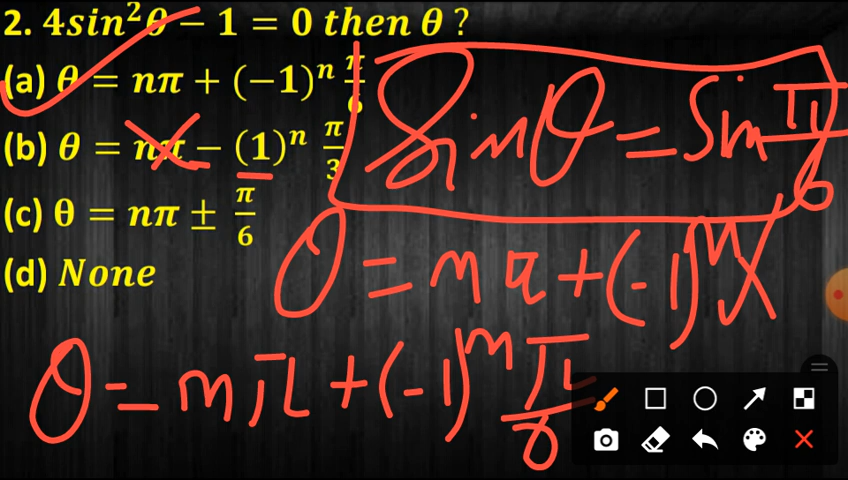 2. 4sin²θ − 1 = 0 then θ ?
(a) θ = nπ + (−1)ⁿ π/6
(b) θ = nπ − (1)ⁿ π/3
(c) θ = nπ ± π/6
(d) None
Sinθ = Sin π/6
θ = nπ + (-1)ⁿ x
θ = nπ + (-1)ⁿ π/6